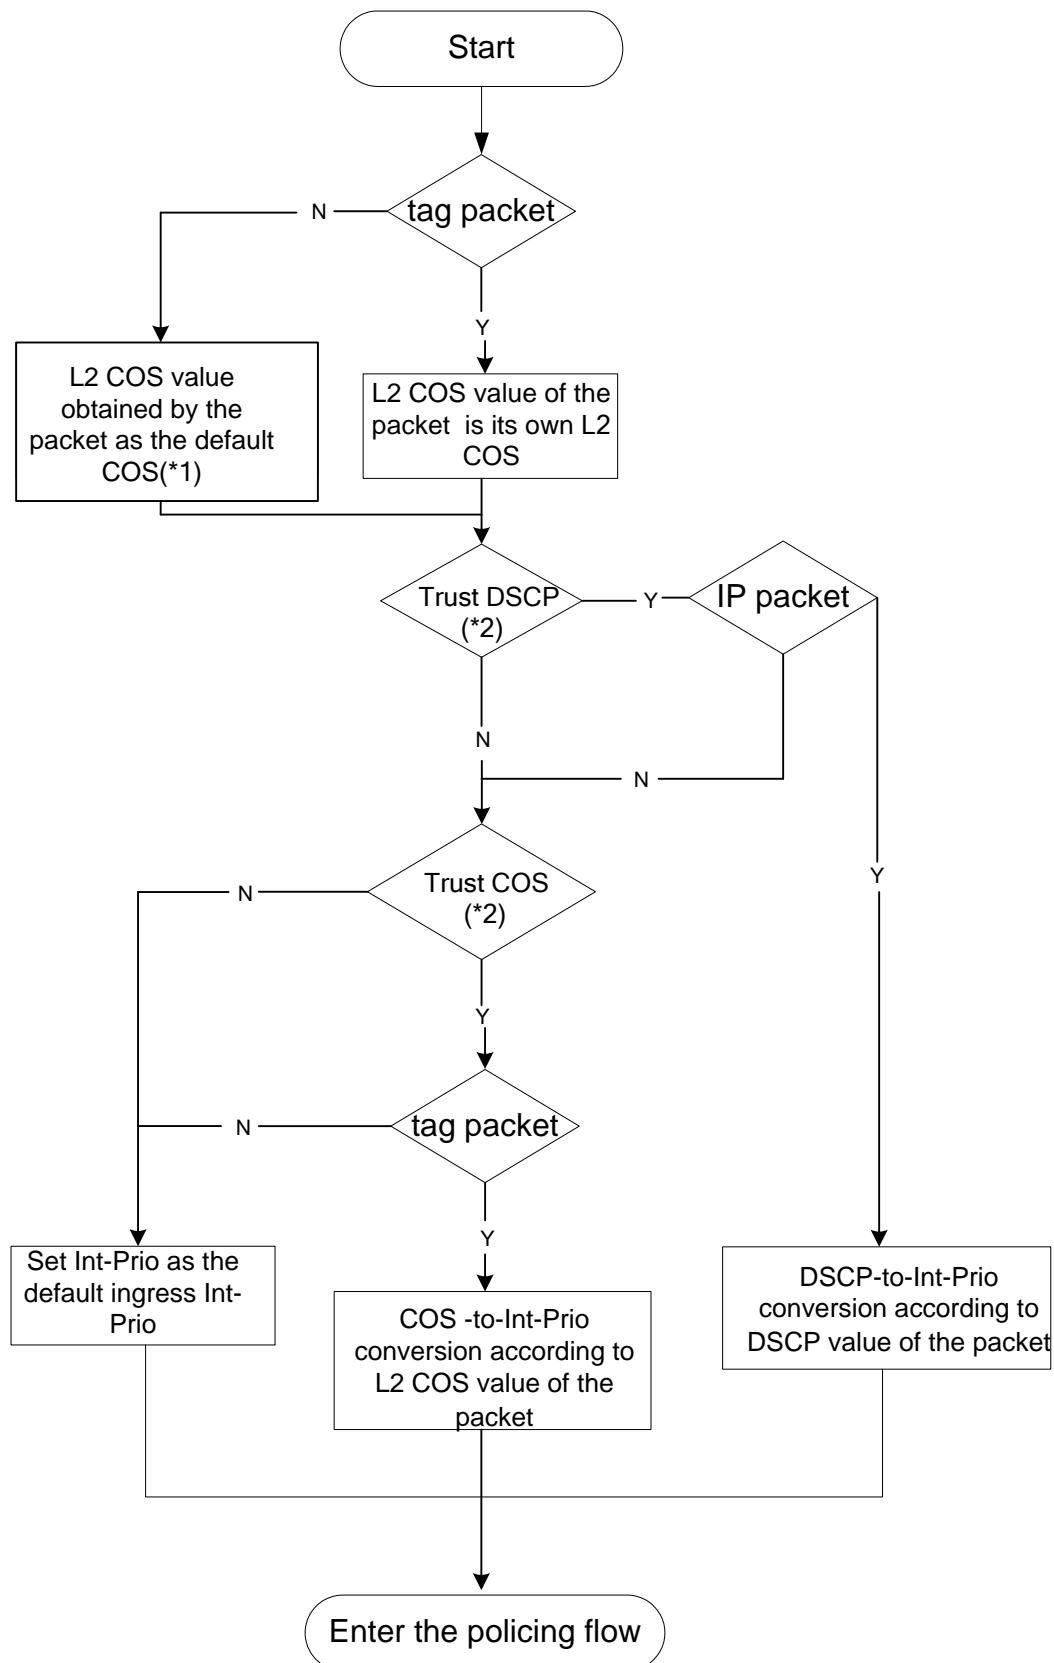 Start
tag packet
N
Y
L2 COS value
obtained by the
packet as the default
COS(*1)
L2 COS value of the
packet is its own L2
COS
Trust DSCP
(*2)
Y
IP packet
N
N
Y
Trust COS
(*2)
N
Y
tag packet
N
Y
Set Int-Prio as the
default ingress Int-
Prio
COS -to-Int-Prio
conversion according to
L2 COS value of the
packet
DSCP-to-Int-Prio
conversion according to
DSCP value of the packet
Enter the policing flow